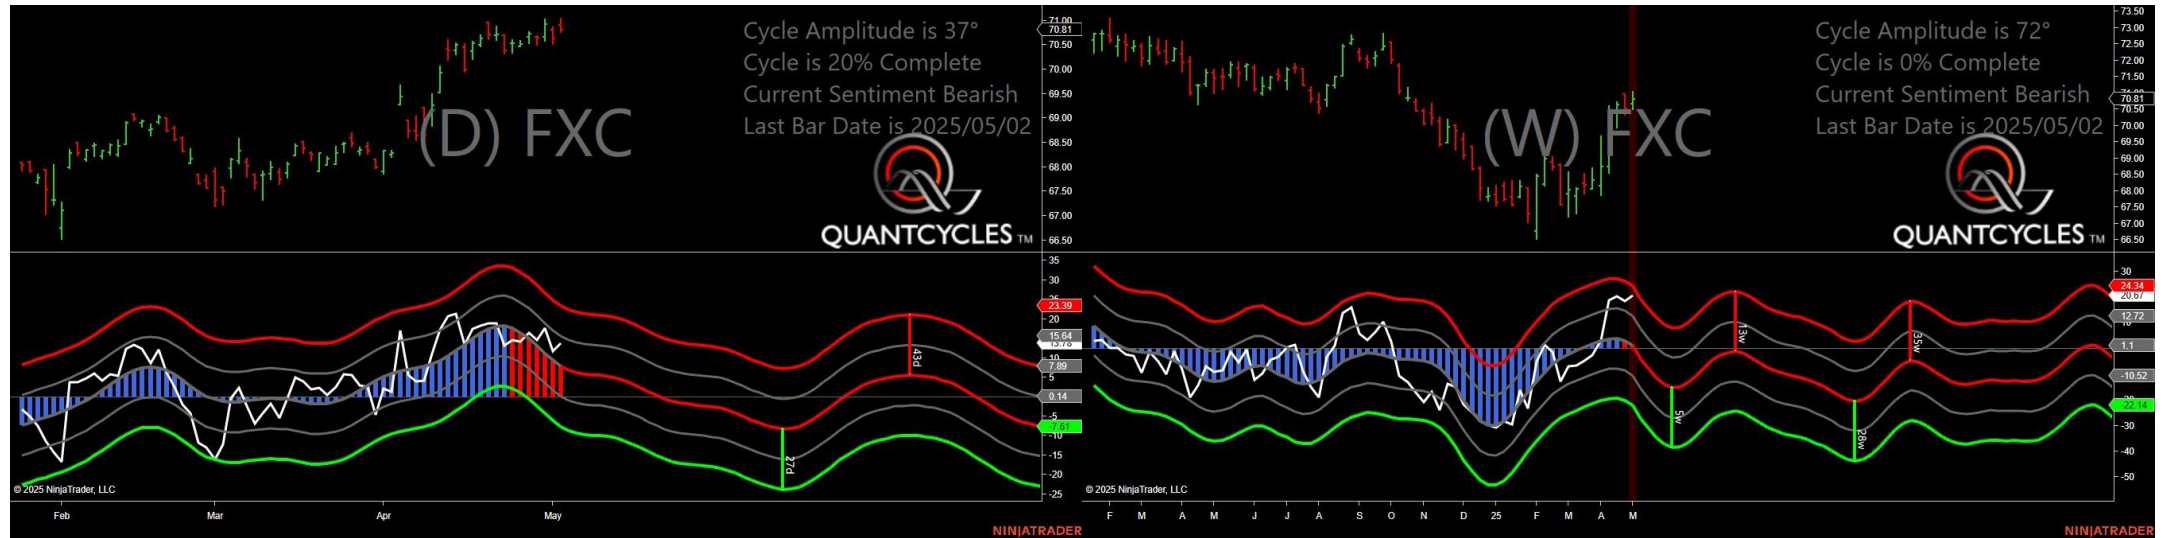 Cycle Amplitude is 37°
Cycle is 20% Complete
Current Sentiment Bearish
Last Bar Date is 2025/05/02
(D) FXC
QUANTCYCLES TM
71.00
70.81
70.50
70.00
69.50
69.00
68.50
68.00
67.50
67.00
66.50
35
30
23.39
20
15.64
10
7.89
5
0.14
-5
-7.61
-10
-15
-20
-25
43d
27d
© 2025 NinjaTrader, LLC
Feb Mar Apr May
NINJATRADER
Cycle Amplitude is 72°
Cycle is 0% Complete
Current Sentiment Bearish
Last Bar Date is 2025/05/02
(W) FXC
QUANTCYCLES TM
73.50
73.00
72.50
72.00
71.50
70.81
70.50
70.00
69.50
69.00
68.50
68.00
67.50
67.00
66.50
30
24.34
20.67
12.72
1.1
-10.52
-22.14
-30
-40
-50
13w
35w
5w
28w
© 2025 NinjaTrader, LLC
F M A M J J A S O N D 25 F M A M
NINJATRADER